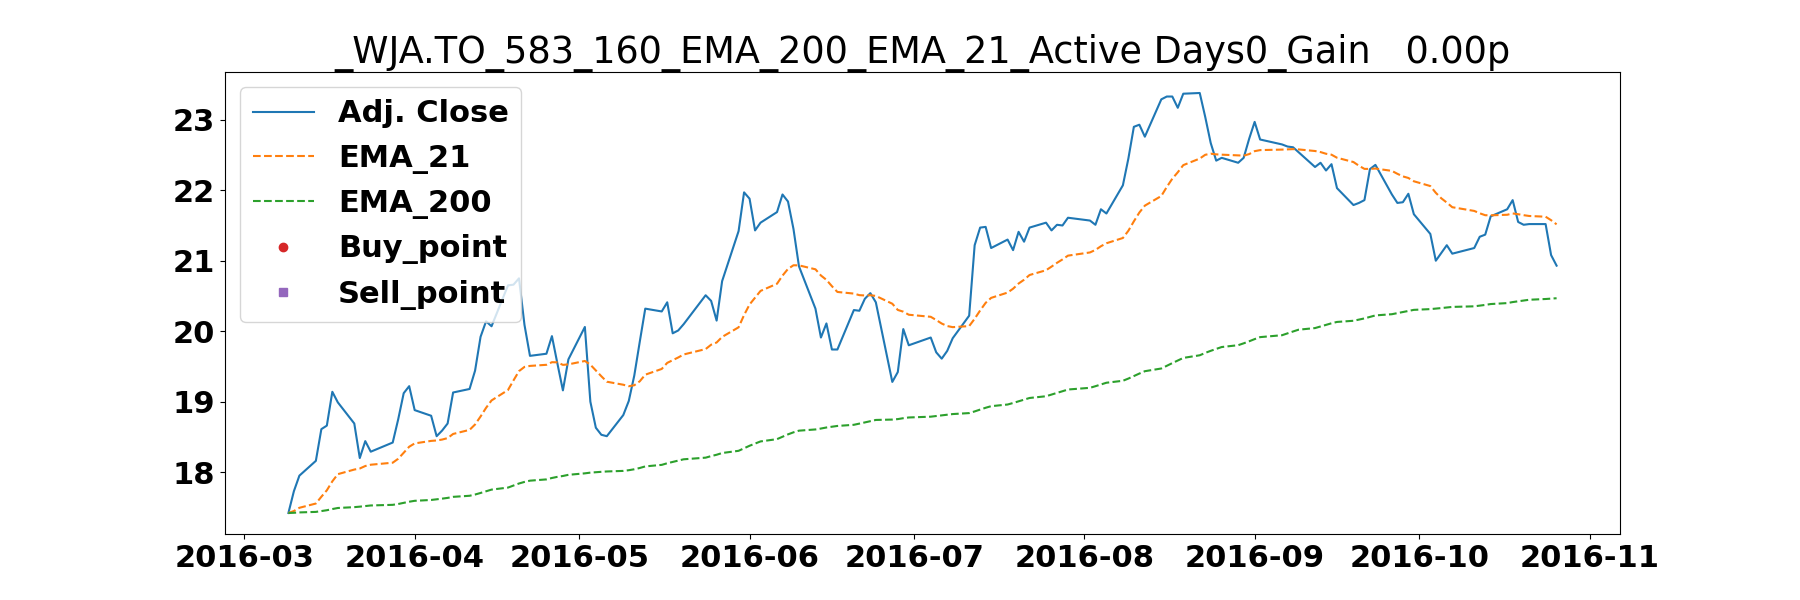 _WJA.TO_583_160_EMA_200_EMA_21_Active Days0_Gain   0.00p
Adj. Close
EMA_21
EMA_200
Buy_point
Sell_point
23
22
21
20
19
18
2016-03 2016-04 2016-05 2016-06 2016-07 2016-08 2016-09 2016-10 2016-11